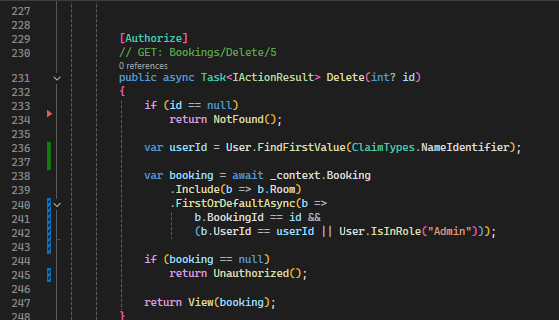 227
228
229 [Authorize]
230 // GET: Bookings/Delete/5
0 references
231 public async Task<IActionResult> Delete(int? id)
232 {
233 if (id == null)
234 return NotFound();
235
236 var userId = User.FindFirstValue(ClaimTypes.NameIdentifier);
237
238 var booking = await _context.Booking
239 .Include(b => b.Room)
240 .FirstOrDefaultAsync(b =>
241 b.BookingId == id &&
242 (b.UserId == userId || User.IsInRole("Admin")));
243
244 if (booking == null)
245 return Unauthorized();
246
247 return View(booking);
248 }